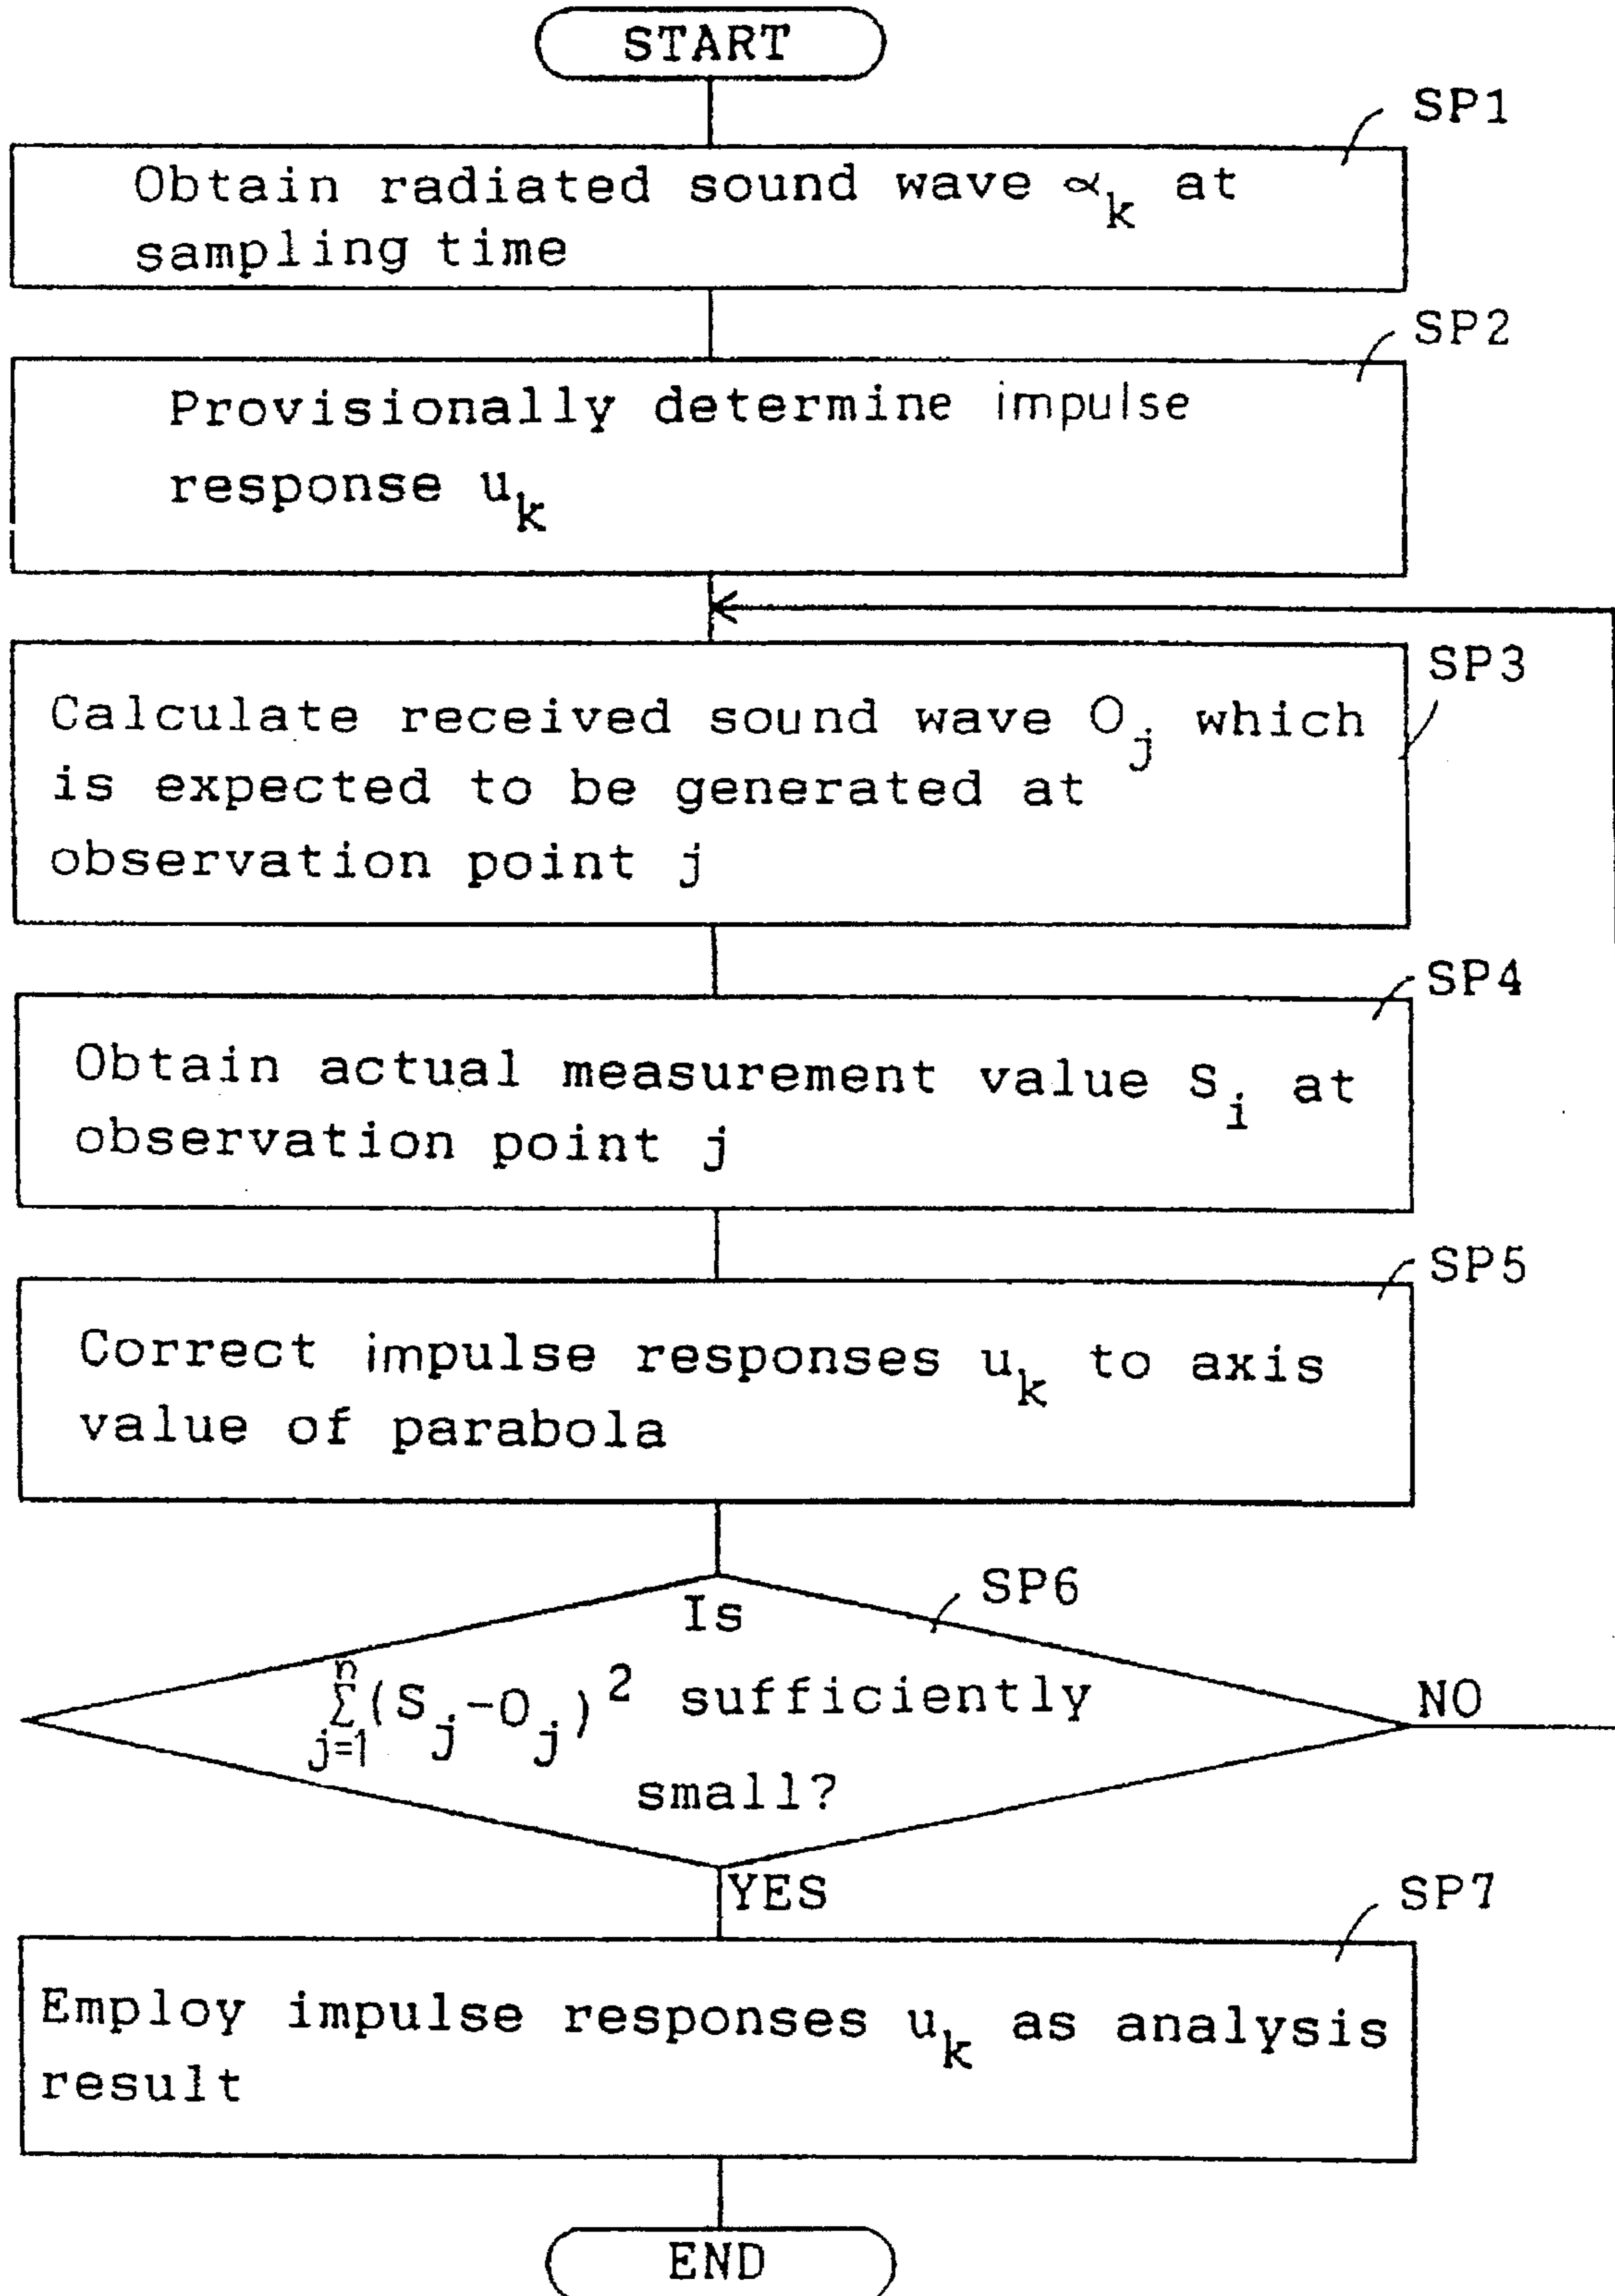 START
SP1
Obtain radiated sound wave ∝k at
sampling time
SP2
Provisionally determine impulse
response uk
SP3
Calculate received sound wave Oj which
is expected to be generated at
observation point j
SP4
Obtain actual measurement value Si at
observation point j
SP5
Correct impulse responses uk to axis
value of parabola
SP6
Is
n
Σ(Sj-Oj)2 sufficiently
j=1
small?
NO
YES
SP7
Employ impulse responses uk as analysis
result
END